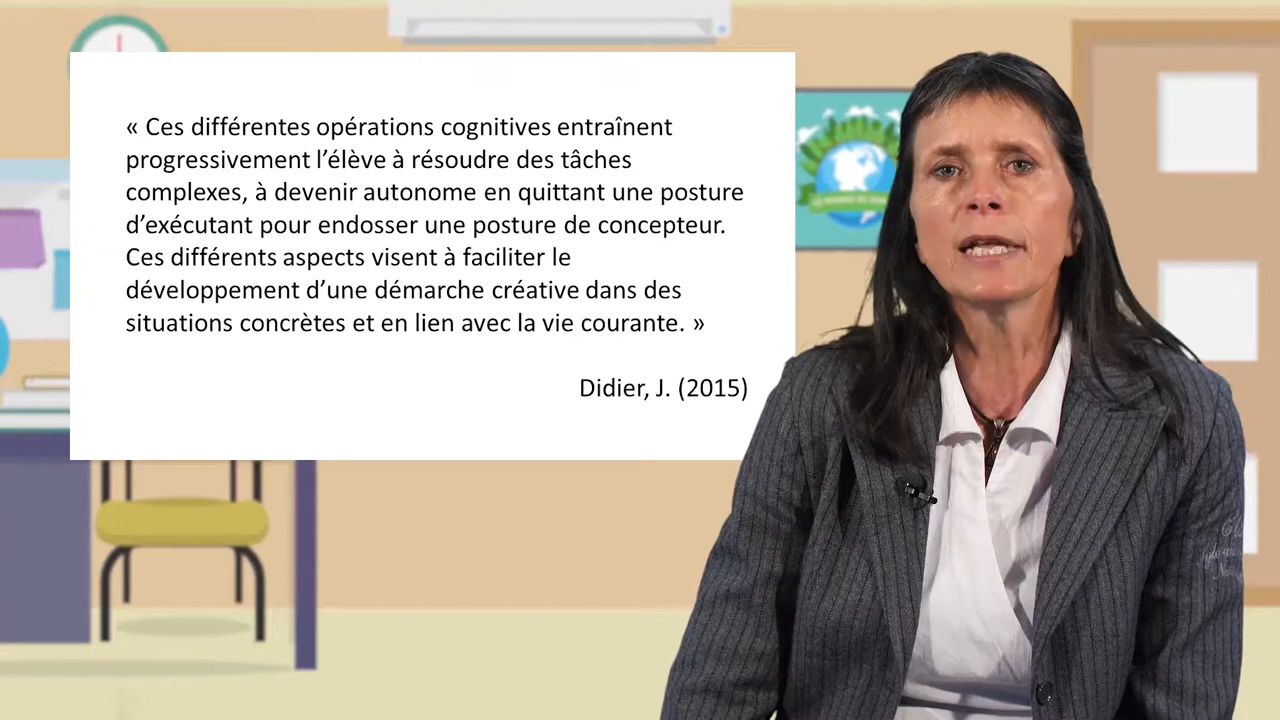 « Ces différentes opérations cognitives entraînent
progressivement l’élève à résoudre des tâches
complexes, à devenir autonome en quittant une posture
d’exécutant pour endosser une posture de concepteur.
Ces différents aspects visent à faciliter le
développement d’une démarche créative dans des
situations concrètes et en lien avec la vie courante. »
Didier, J. (2015)